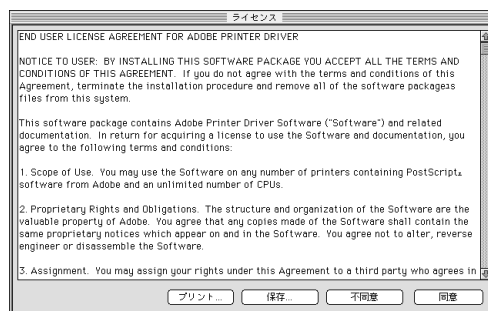 ライセンス
END USER LICENSE AGREEMENT FOR ADOBE PRINTER DRIVER
NOTICE TO USER: BY INSTALLING THIS SOFTWARE PACKAGE YOU ACCEPT ALL THE TERMS AND
CONDITIONS OF THIS AGREEMENT. If you do not agree with the terms and conditions of this
Agreement, terminate the installation procedure and remove all of the software packageªs
files from this system.
This software package contains Adobe Printer Driver Software ("Software") and related
documentation. In return for acquiring a license to use the Software and documentation, you
agree to the following terms and conditions:
1. Scope of Use. You may use the Software on any number of printers containing PostScript
software from Adobe and an unlimited number of CPUs.
2. Proprietary Rights and Obligations. The structure and organization of the Software are the
valuable property of Adobe. You agree that any copies made of the Software shall contain the
same proprietary notices which appear on and in the Software. You agree not to alter, reverse
engineer or disassemble the Software.
3. Assignment. You may assign your rights under this Agreement to a third party who agrees in
プリント... 保存... 不同意 同意